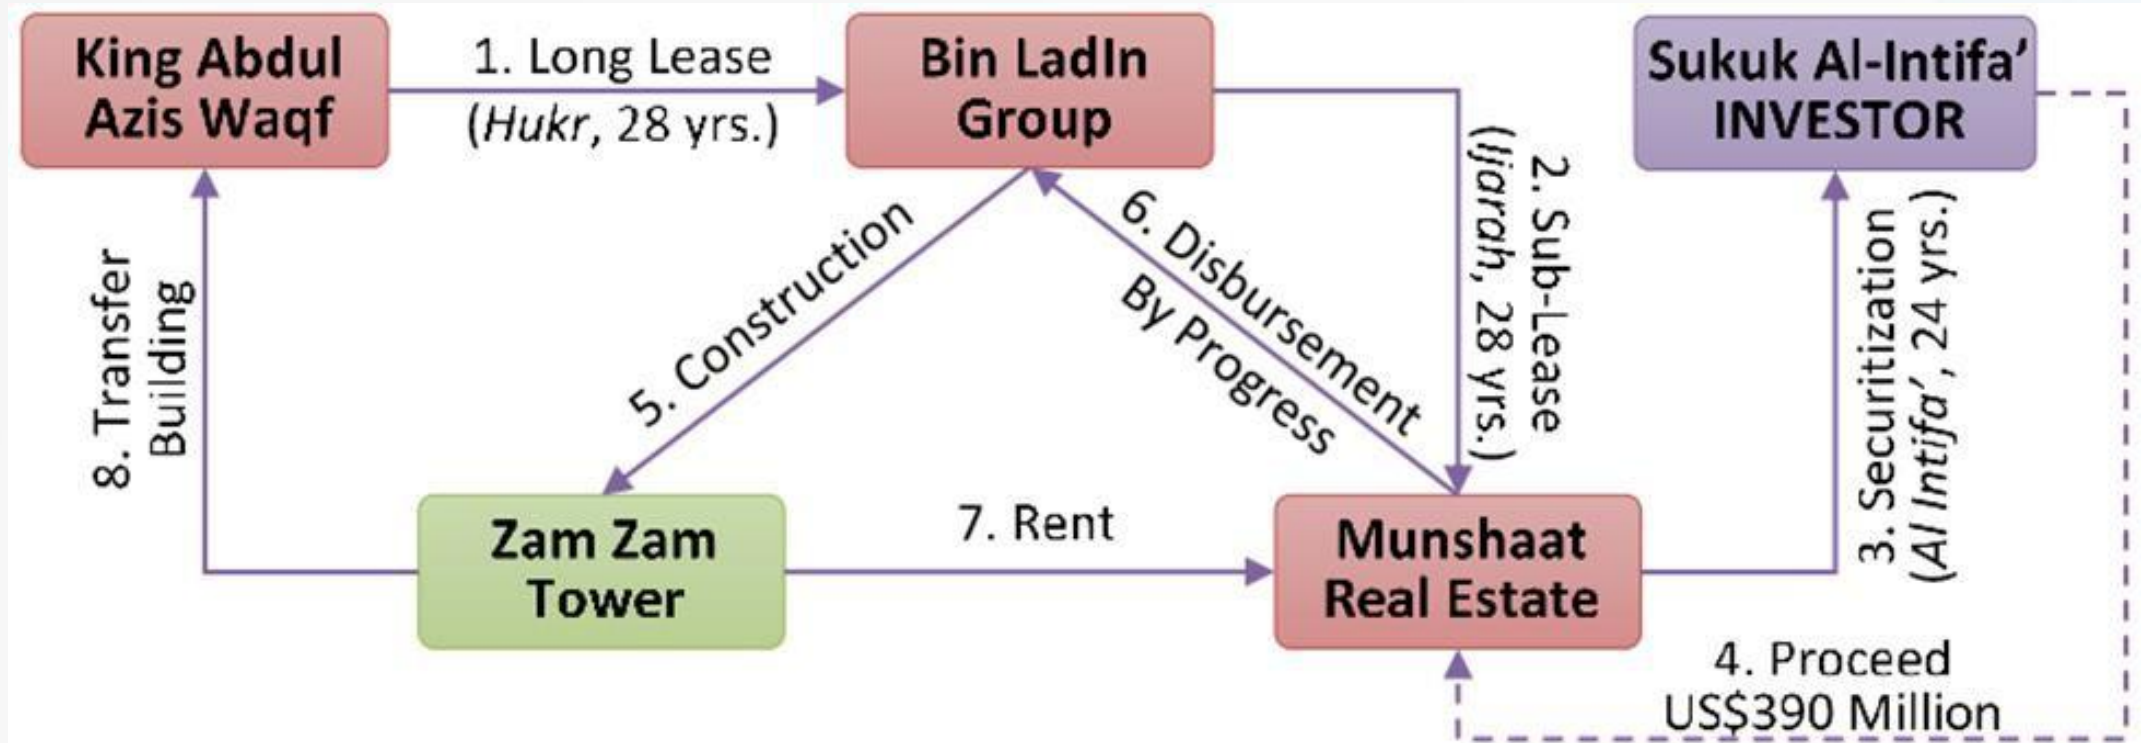 King Abdul
Azis Waqf
1. Long Lease
(Hukr, 28 yrs.)
Bin LadIn
Group
Sukuk Al-Intifa’
INVESTOR
2. Sub-Lease
(Ijarah, 28 yrs.)
3. Securitization
(Al Intifa’, 24 yrs.)
6. Disbursement
By Progress
5. Construction
8. Transfer
Building
Zam Zam
Tower
7. Rent
Munshaat
Real Estate
4. Proceed
US$390 Million